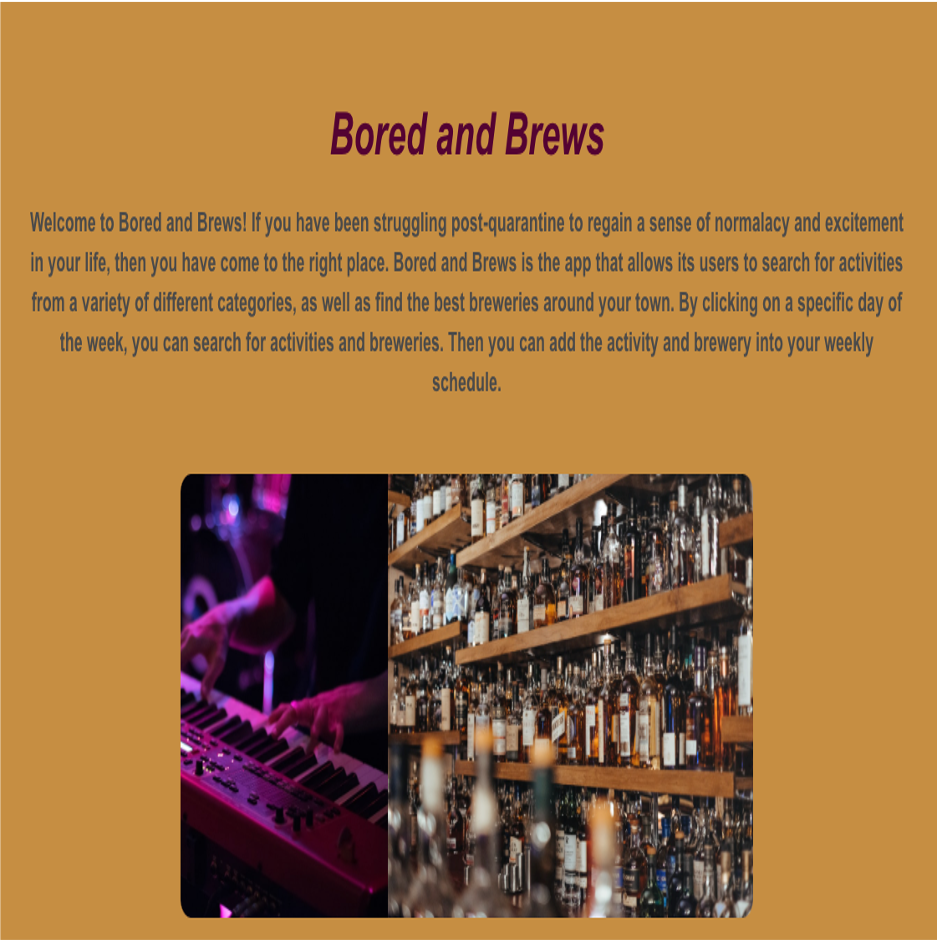 Bored and Brews
Welcome to Bored and Brews! If you have been struggling post-quarantine to regain a sense of normalacy and excitement
in your life, then you have come to the right place. Bored and Brews is the app that allows its users to search for activities
from a variety of different categories, as well as find the best breweries around your town. By clicking on a specific day of
the week, you can search for activities and breweries. Then you can add the activity and brewery into your weekly
schedule.